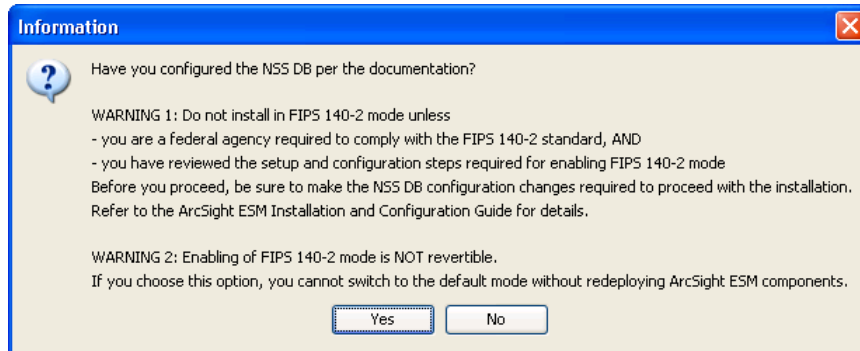 Information
Have you configured the NSS DB per the documentation?
WARNING 1: Do not install in FIPS 140-2 mode unless
- you are a federal agency required to comply with the FIPS 140-2 standard, AND
- you have reviewed the setup and configuration steps required for enabling FIPS 140-2 mode
Before you proceed, be sure to make the NSS DB configuration changes required to proceed with the installation.
Refer to the ArcSight ESM Installation and Configuration Guide for details.
WARNING 2: Enabling of FIPS 140-2 mode is NOT revertible.
If you choose this option, you cannot switch to the default mode without redeploying ArcSight ESM components.
Yes No